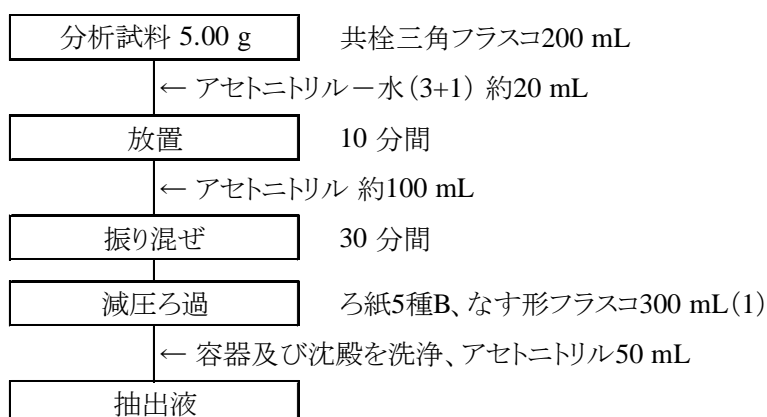 分析試料 5.00 g 共栓三角フラスコ200 mL
← アセトニトリル－水(3+1) 約20 mL
放置 10 分間
← アセトニトリル 約100 mL
振り混ぜ 30 分間
減圧ろ過 ろ紙5種B、なす形フラスコ300 mL(1)
← 容器及び沈殿を洗浄、アセトニトリル50 mL
抽出液